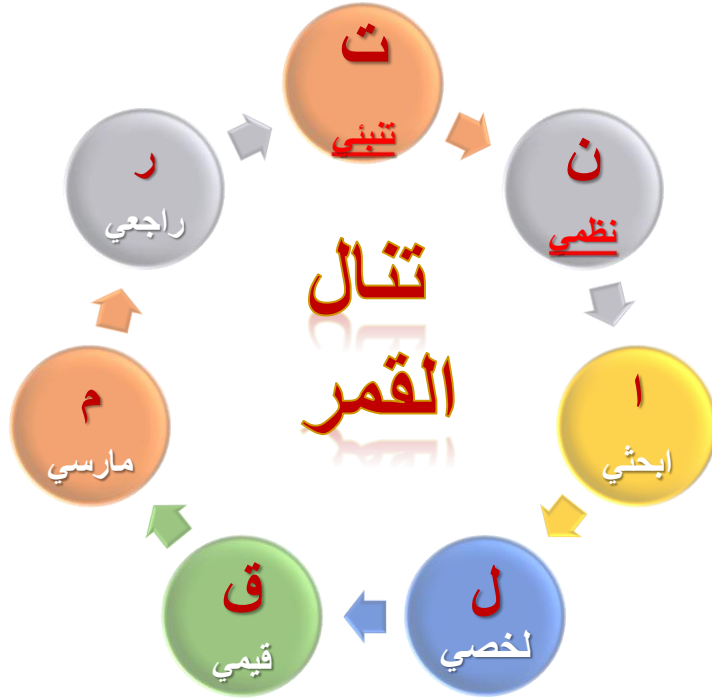 تنال
القمر
ت
تنبئي
ن
نظمي
ا
ابحثي
ل
لخصي
ق
قيمي
م
مارسي
ر
راجعي